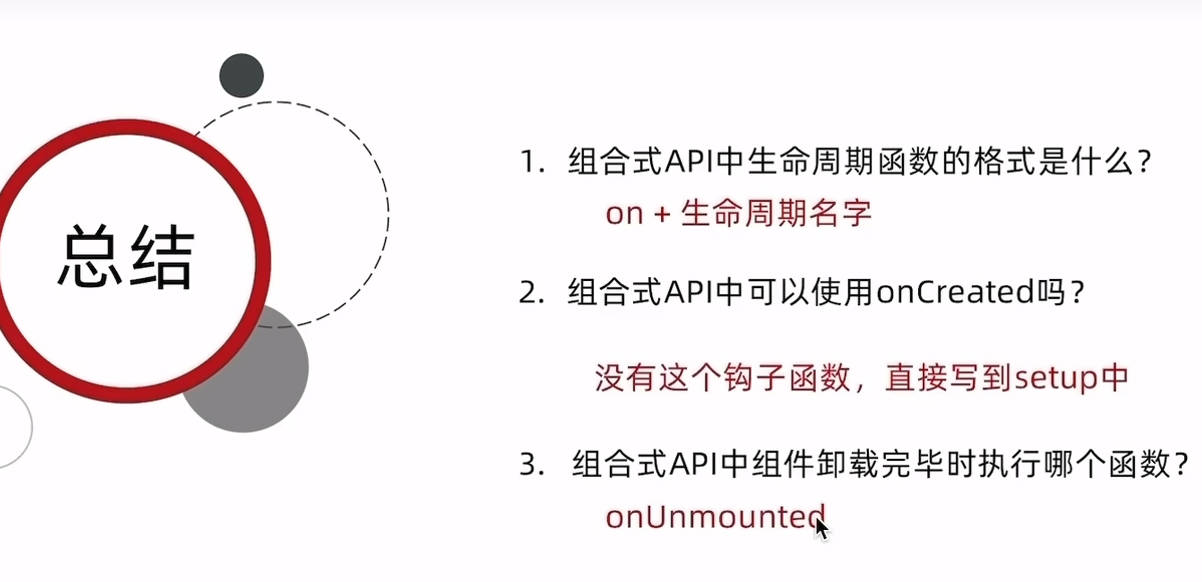 总结
1. 组合式API中生命周期函数的格式是什么？
on + 生命周期名字
2. 组合式API中可以使用onCreated吗？
没有这个钩子函数，直接写到setup中
3. 组合式API中组件卸载完毕时执行哪个函数？
onUnmounted